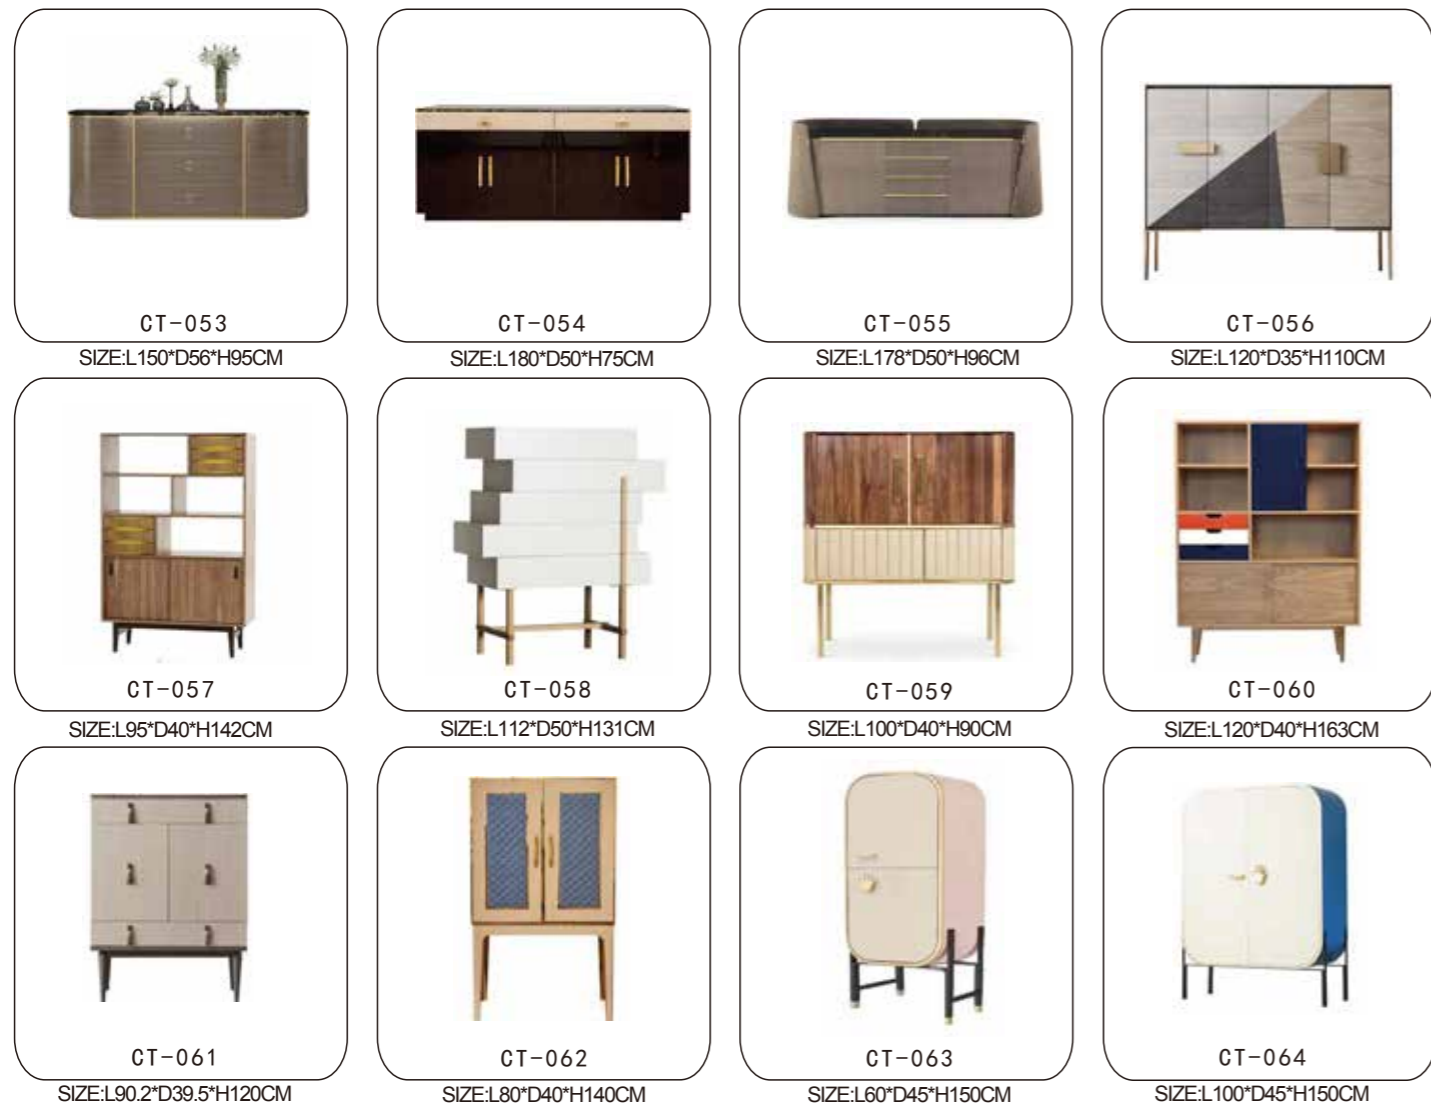 CT-053
CT-054
CT-055
CT-056
SIZE:L150*D56*H95CM
SIZE:L180*D50*H75CM
SIZE:L178*D50*H96CM
SIZE:L120*D35*H110CM
CT-057
CT-058
CT-059
CT-060
SIZE:L95*D40*H142CM
SIZE:L112*D50*H131CM
SIZE:L100*D40*H90CM
SIZE:L120*D40*H163CM
CT-061
CT-062
CT-063
CT-064
SIZE:L90.2*D39.5*H120CM
SIZE:L80*D40*H140CM
SIZE:L60*D45*H150CM
SIZE:L100*D45*H150CM